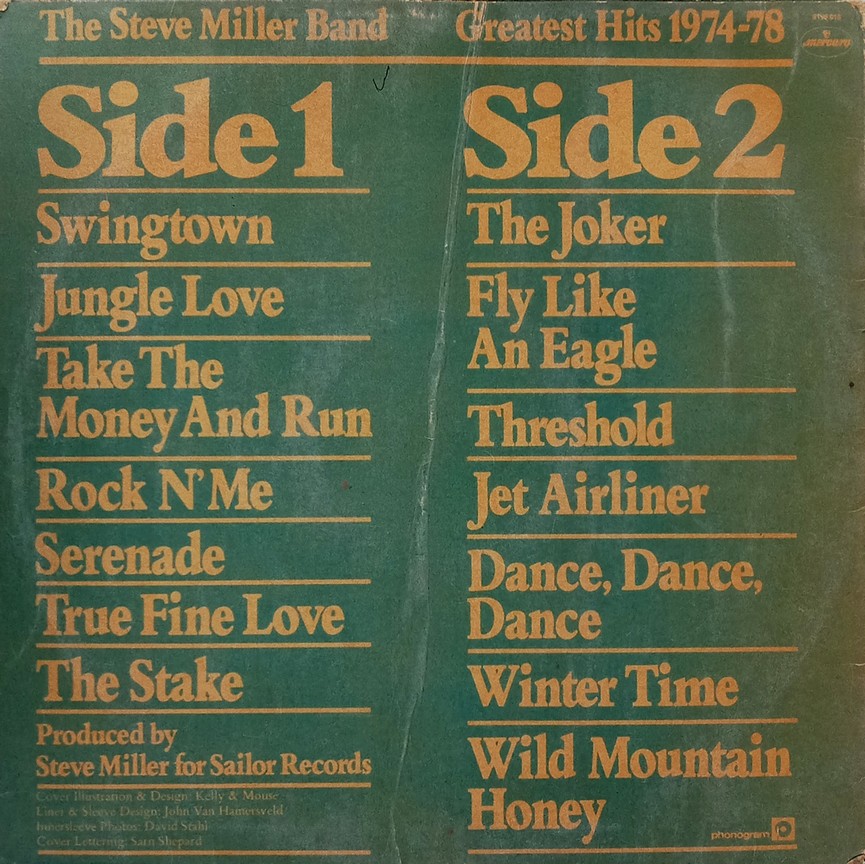 The Steve Miller Band
Greatest Hits 1974-78
mercury
Side 1
Swingtown
Jungle Love
Take The
Money And Run
Rock N' Me
Serenade
True Fine Love
The Stake
Produced by
Steve Miller for Sailor Records
Cover Illustration & Design: Kelly & Mouse
Liner & Sleeve Design: John Van Hamersveld
Innersleeve Photos: David Stahl
Cover Lettering: Sam Shepard
Side 2
The Joker
Fly Like
An Eagle
Threshold
Jet Airliner
Dance, Dance,
Dance
Winter Time
Wild Mountain
Honey
phonogram